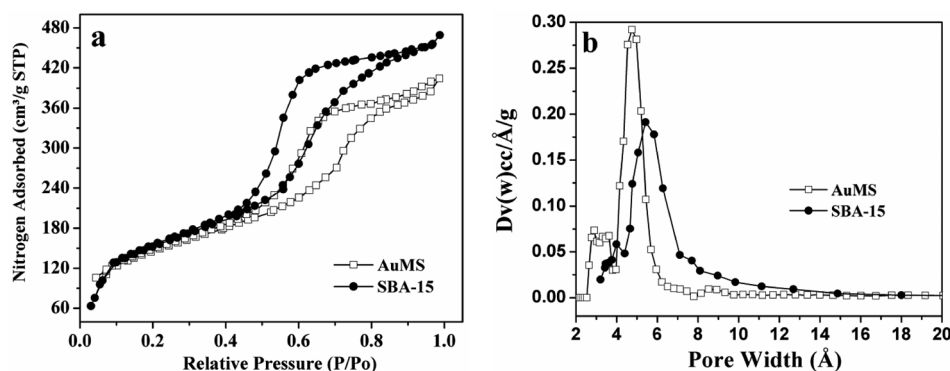 a
Nitrogen Adsorbed (cm³/g STP)
480
420
360
300
240
180
120
60
0.0 0.2 0.4 0.6 0.8 1.0
Relative Pressure (P/Po)
AuMS
SBA-15
b
Dv(w)cc/Å/g
0.30
0.25
0.20
0.15
0.10
0.05
0.00
2 4 6 8 10 12 14 16 18 20
Pore Width (Å)
AuMS
SBA-15